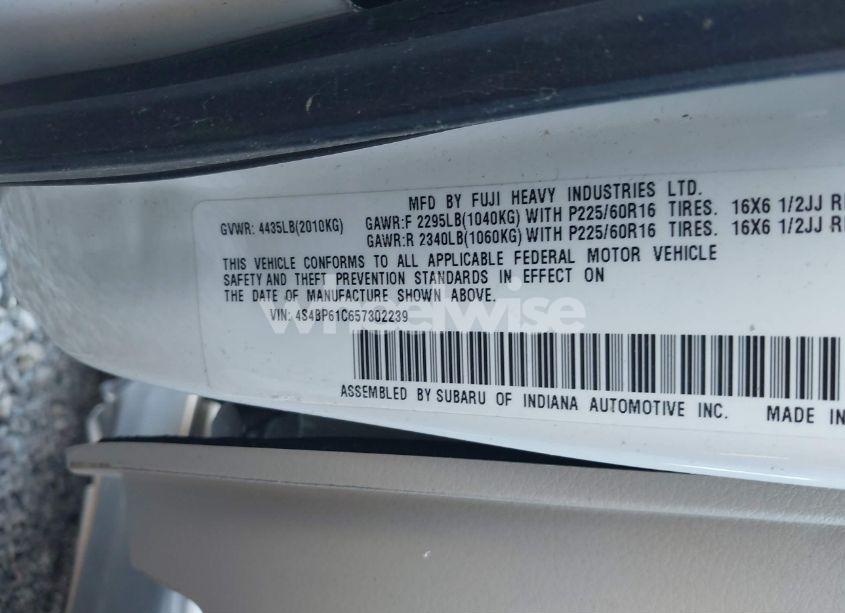 MFD BY FUJI HEAVY INDUSTRIES LTD.
GVWR: 4435LB(2010KG) GAWR:F 2295LB(1040KG) WITH P225/60R16 TIRES. 16X6 1/2JJ
GAWR:R 2340LB(1060KG) WITH P225/60R16 TIRES. 16X6 1/2JJ
THIS VEHICLE CONFORMS TO ALL APPLICABLE FEDERAL MOTOR VEHICLE
SAFETY AND THEFT PREVENTION STANDARDS IN EFFECT ON
THE DATE OF MANUFACTURE SHOWN ABOVE.
wheelwise
VIN: 4S4BP61C657302239
ASSEMBLED BY SUBARU OF INDIANA AUTOMOTIVE INC. MADE IN